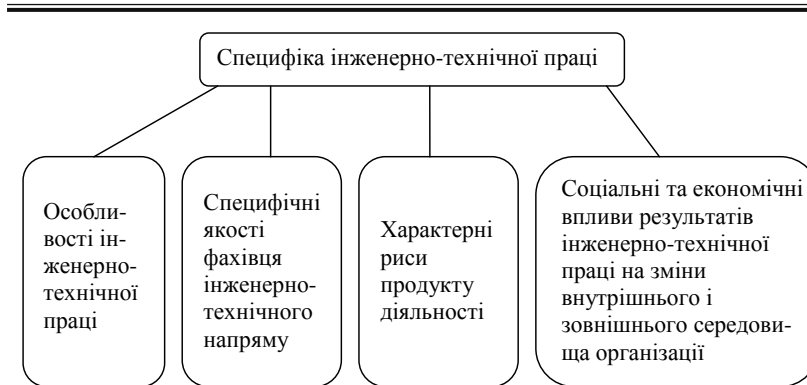 Специфіка інженерно-технічної праці
Особли-
вості ін-
женерно-
технічної
праці
Специфічні
якості
фахівця
інженерно-
технічного
напряму
Характерні
риси
продукту
діяльності
Соціальні та економічні
впливи результатів
інженерно-технічної
праці на зміни
внутрішнього і
зовнішнього середови-
ща організації